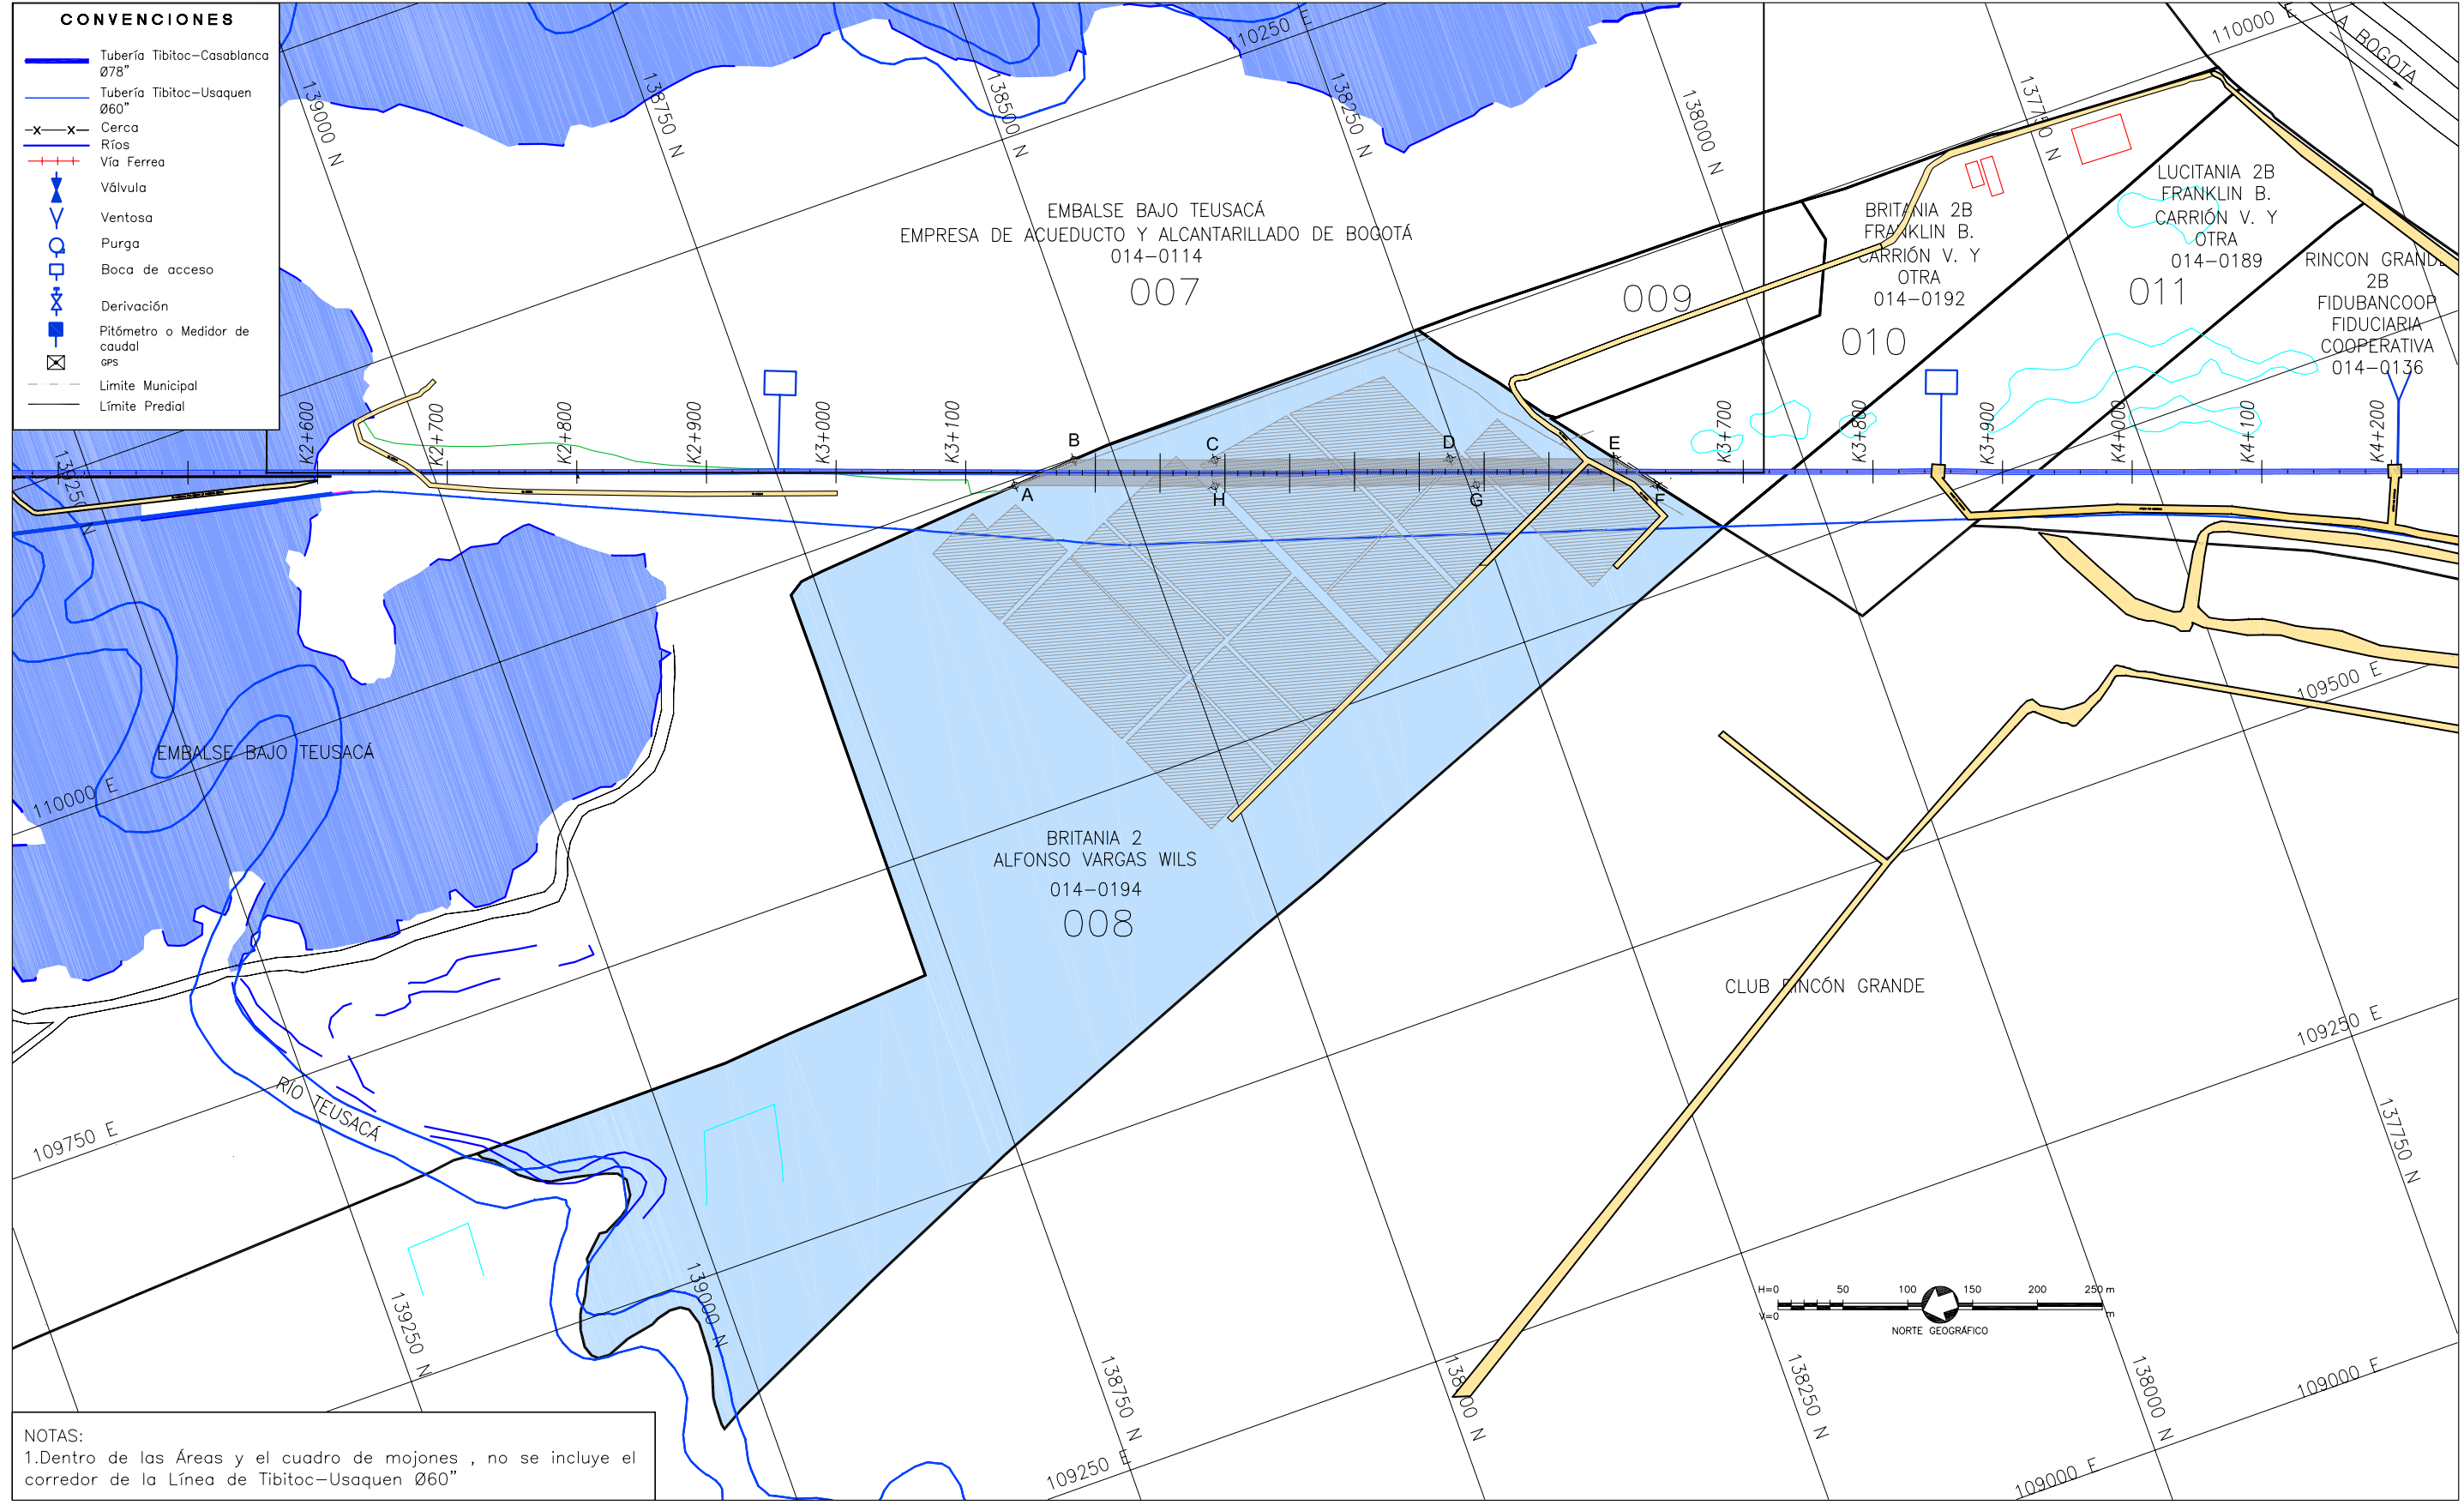 CONVENCIONES
Tubería Tibitoc-Casablanca
Ø78"
Tubería Tibitoc-Usaquen
Ø60"
Cerca
Ríos
Vía Ferrea
Válvula
Ventosa
Purga
Boca de acceso
Derivación
Pitómetro o Medidor de
caudal
GPS
Limite Municipal
Límite Predial
139000 N
138750 N
138500 N
110250 E
138250 N
138000 N
137750 N
110000 E
A BOGOTA
EMBALSE BAJO TEUSACÁ
EMPRESA DE ACUEDUCTO Y ALCANTARILLADO DE BOGOTÁ
014-0114
007
009
BRITANIA 2B
FRANKLIN B.
CARRIÓN V. Y
OTRA
014-0192
010
LUCITANIA 2B
FRANKLIN B.
CARRIÓN V. Y
OTRA
014-0189
011
RINCON GRANDE
2B
FIDUBANCOOP
FIDUCIARIA
COOPERATIVA
014-0136
K2+600
K2+700
K2+800
K2+900
K3+000
K3+100
K3+700
K3+800
K3+900
K4+000
K4+100
K4+200
B
C
D
E
A
H
G
F
139250 N
EMBALSE BAJO TEUSACÁ
110000 E
109500 E
BRITANIA 2
ALFONSO VARGAS WILS
014-0194
008
CLUB RINCÓN GRANDE
109250 E
109750 E
RÍO TEUSACÁ
137750 N
139000 N
139250 N
138750 N
138250 N
138000 N
H=0 50 100 150 200 250 m
V=0 m
NORTE GEOGRÁFICO
109000 E
109250 E
109000 E
NOTAS:
1.Dentro de las Áreas y el cuadro de mojones , no se incluye el
corredor de la Línea de Tibitoc-Usaquen Ø60"